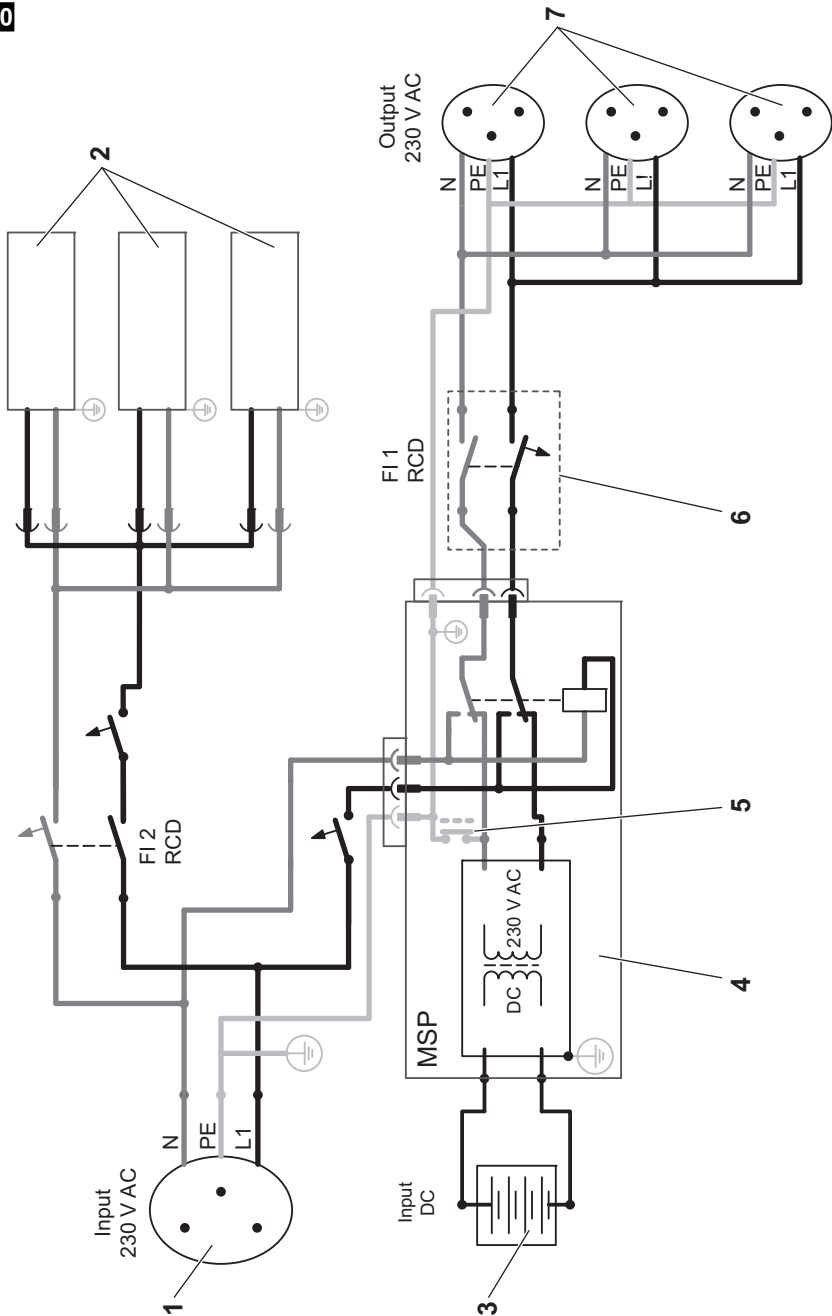 0
1
Input
230 V AC
N
PE
L1
FI 2
RCD
2
3
Input
DC
MSP
DC
230 V AC
4
5
FI 1
RCD
6
Output
230 V AC
N
PE
L1
N
PE
L!
N
PE
L1
7